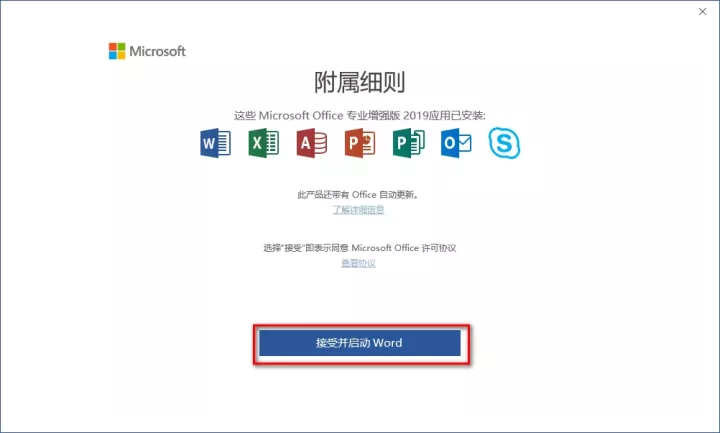 Microsoft
附属细则
这些 Microsoft Office 专业增强版 2019应用已安装:
W X A P P O S
此产品还带有 Office 自动更新。
了解详细信息
选择"接受"即表示同意 Microsoft Office 许可协议
查看协议
接受并启动 Word